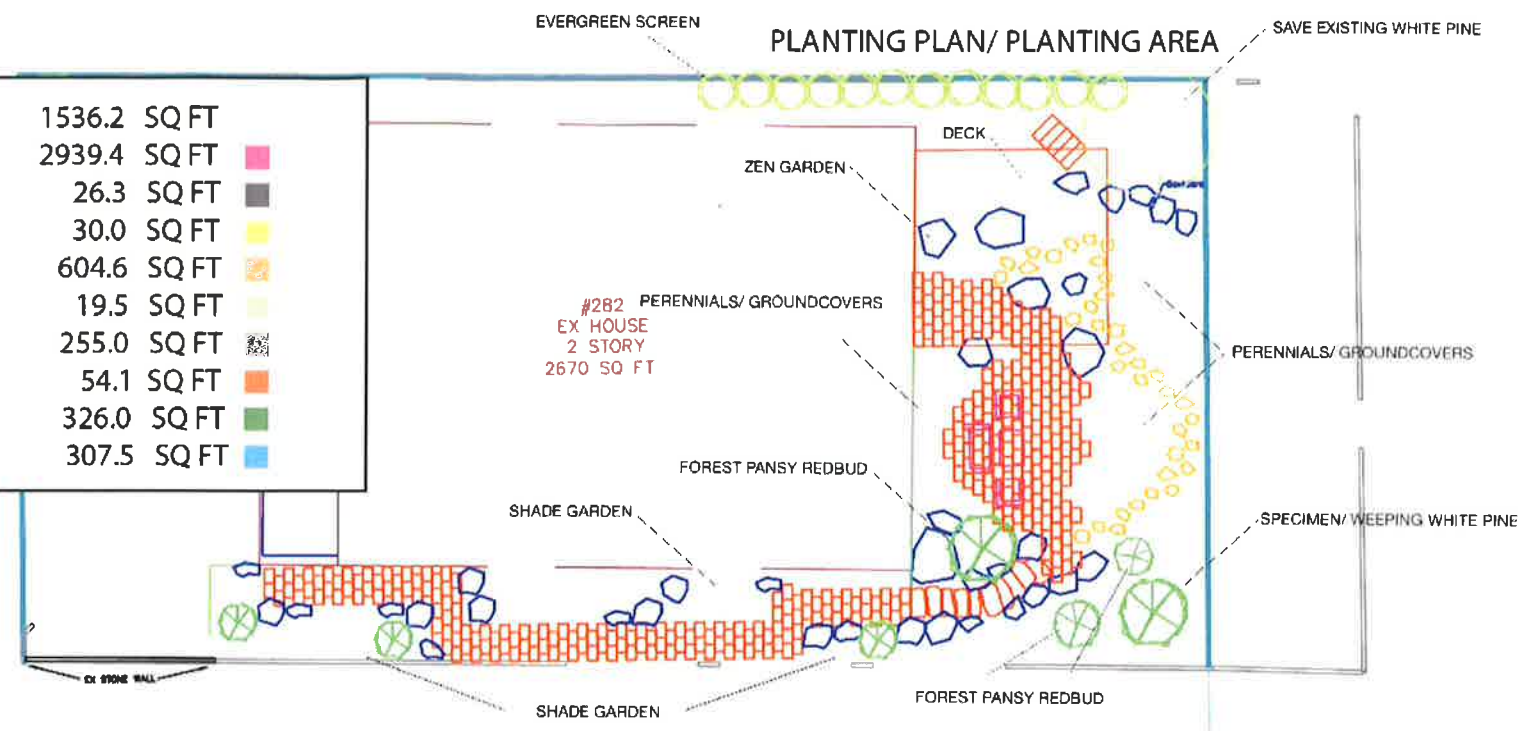 EVERGREEN SCREEN
PLANTING PLAN/ PLANTING AREA
SAVE EXISTING WHITE PINE
1536.2 SQ FT
2939.4 SQ FT
26.3 SQ FT
30.0 SQ FT
604.6 SQ FT
19.5 SQ FT
255.0 SQ FT
54.1 SQ FT
326.0 SQ FT
307.5 SQ FT
DECK
ZEN GARDEN
#282
EX HOUSE
2 STORY
2670 SQ FT
PERENNIALS/ GROUNDCOVERS
PERENNIALS/ GROUNDCOVERS
FOREST PANSY REDBUD
SHADE GARDEN
SPECIMEN/ WEEPING WHITE PINE
EX STONE WALL
SHADE GARDEN
FOREST PANSY REDBUD